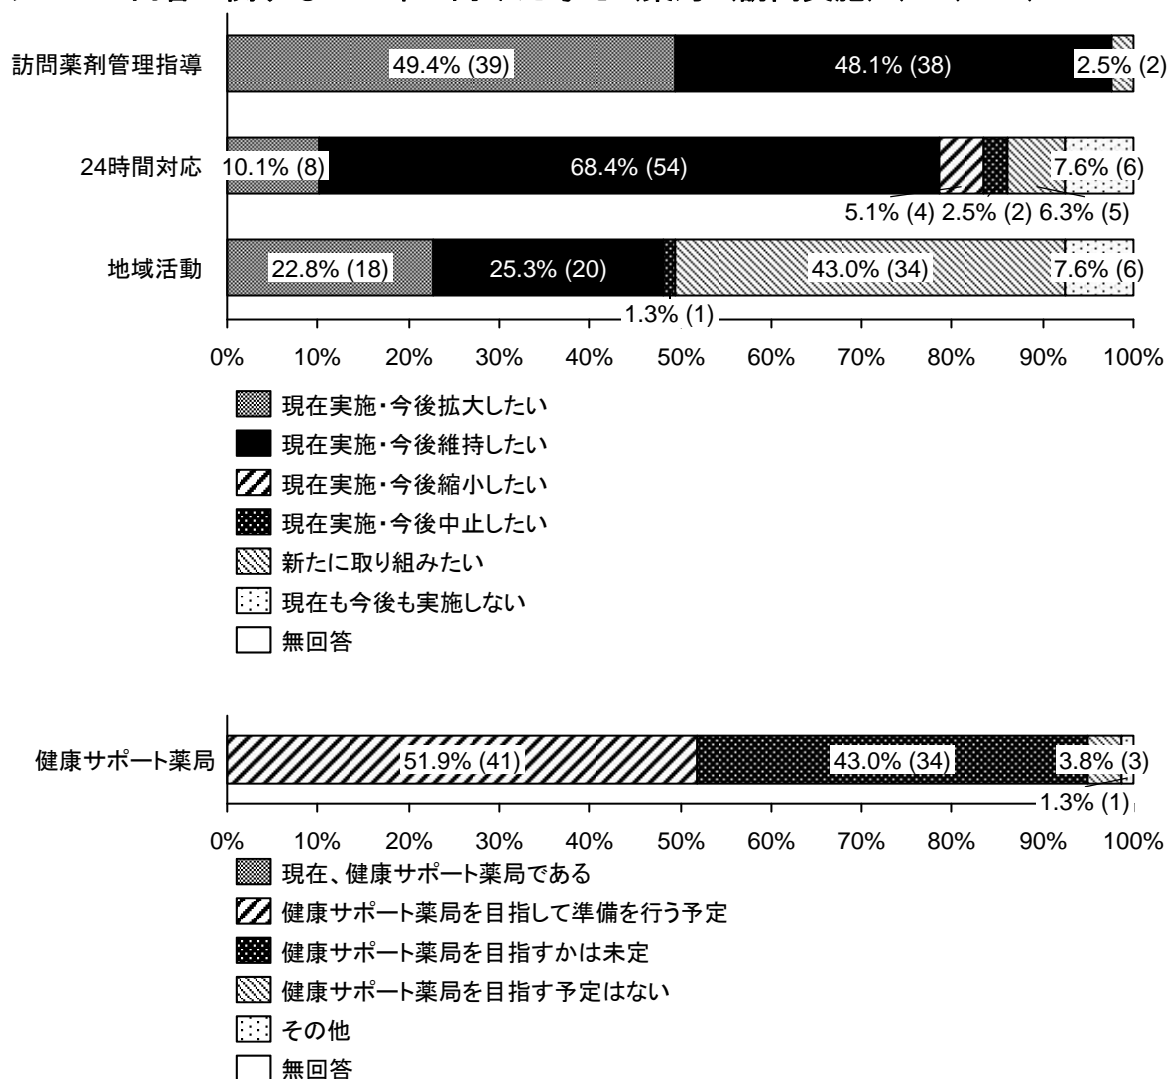 訪問薬剤管理指導 49.4% (39) 48.1% (38) 2.5% (2)
24時間対応 10.1% (8) 68.4% (54) 7.6% (6)
5.1% (4) 2.5% (2) 6.3% (5)
地域活動 22.8% (18) 25.3% (20) 43.0% (34) 7.6% (6)
1.3% (1)
0% 10% 20% 30% 40% 50% 60% 70% 80% 90% 100%
現在実施・今後拡大したい
現在実施・今後維持したい
現在実施・今後縮小したい
現在実施・今後中止したい
新たに取り組みたい
現在も今後も実施しない
無回答
健康サポート薬局 51.9% (41) 43.0% (34) 3.8% (3)
1.3% (1)
0% 10% 20% 30% 40% 50% 60% 70% 80% 90% 100%
現在、健康サポート薬局である
健康サポート薬局を目指して準備を行う予定
健康サポート薬局を目指すかは未定
健康サポート薬局を目指す予定はない
その他
無回答